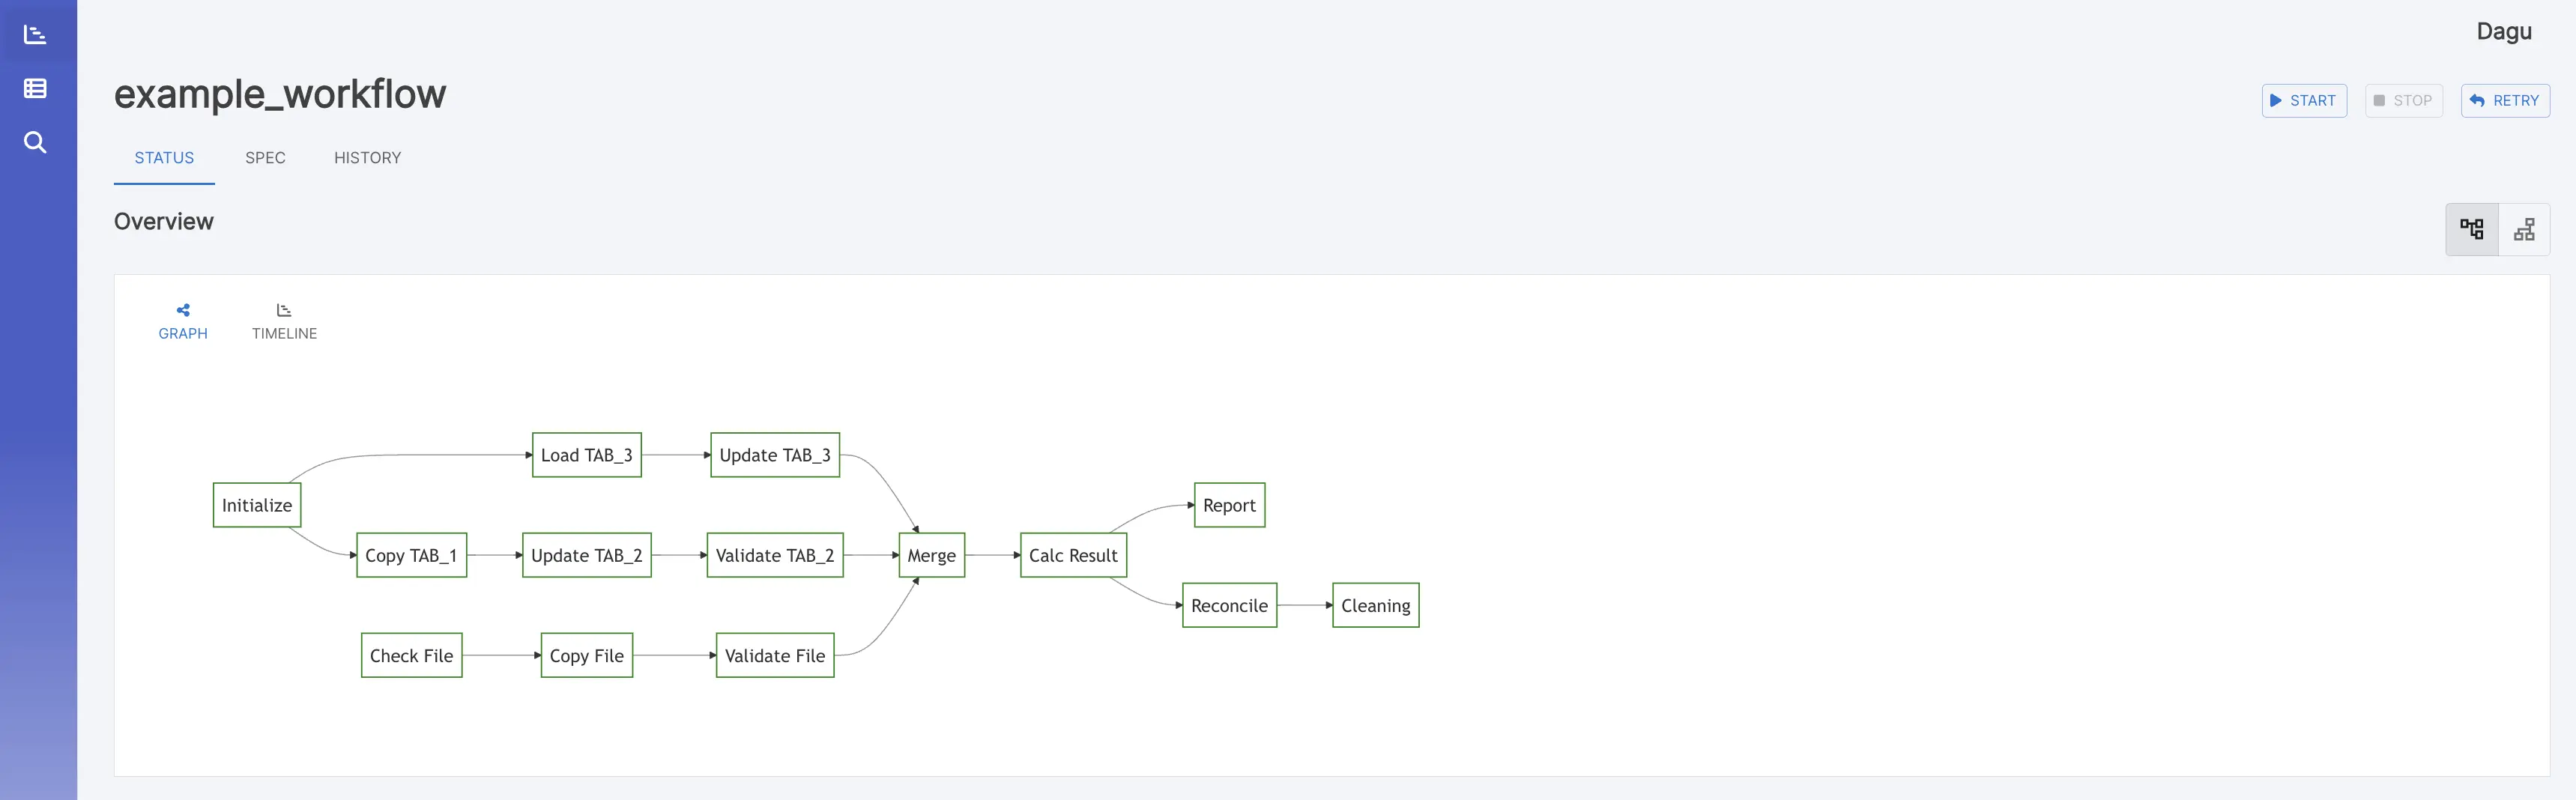 Dagu
example_workflow
START
STOP
RETRY
STATUS
SPEC
HISTORY
Overview
GRAPH
TIMELINE
Load TAB_3
Update TAB_3
Initialize
Report
Copy TAB_1
Update TAB_2
Validate TAB_2
Merge
Calc Result
Reconcile
Cleaning
Check File
Copy File
Validate File